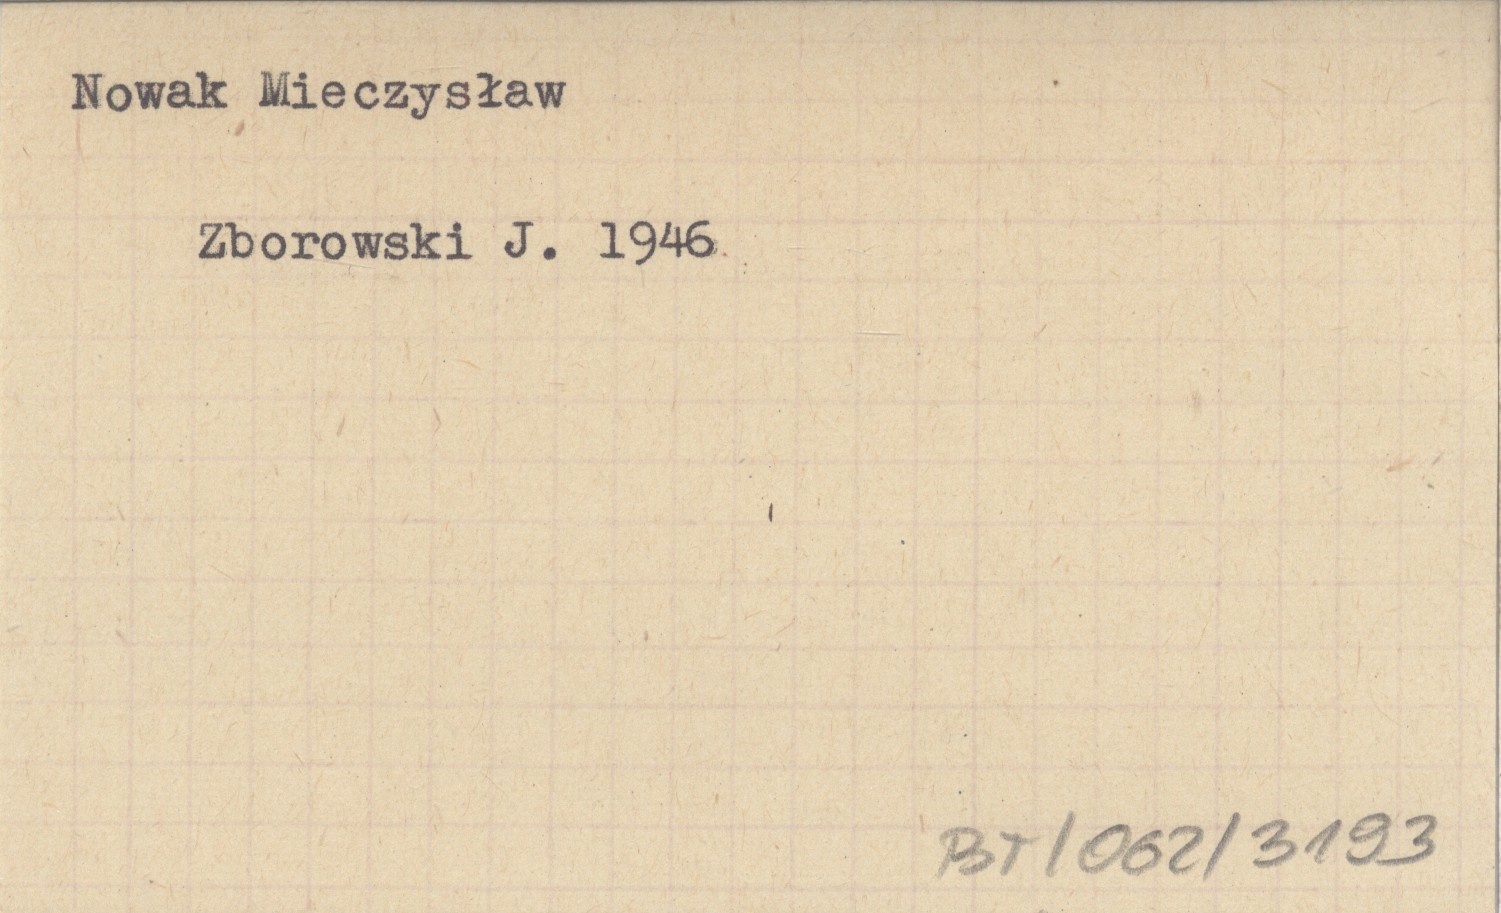 Nowak Mieczysław
Zborowski J. 1946
BT/062/3193